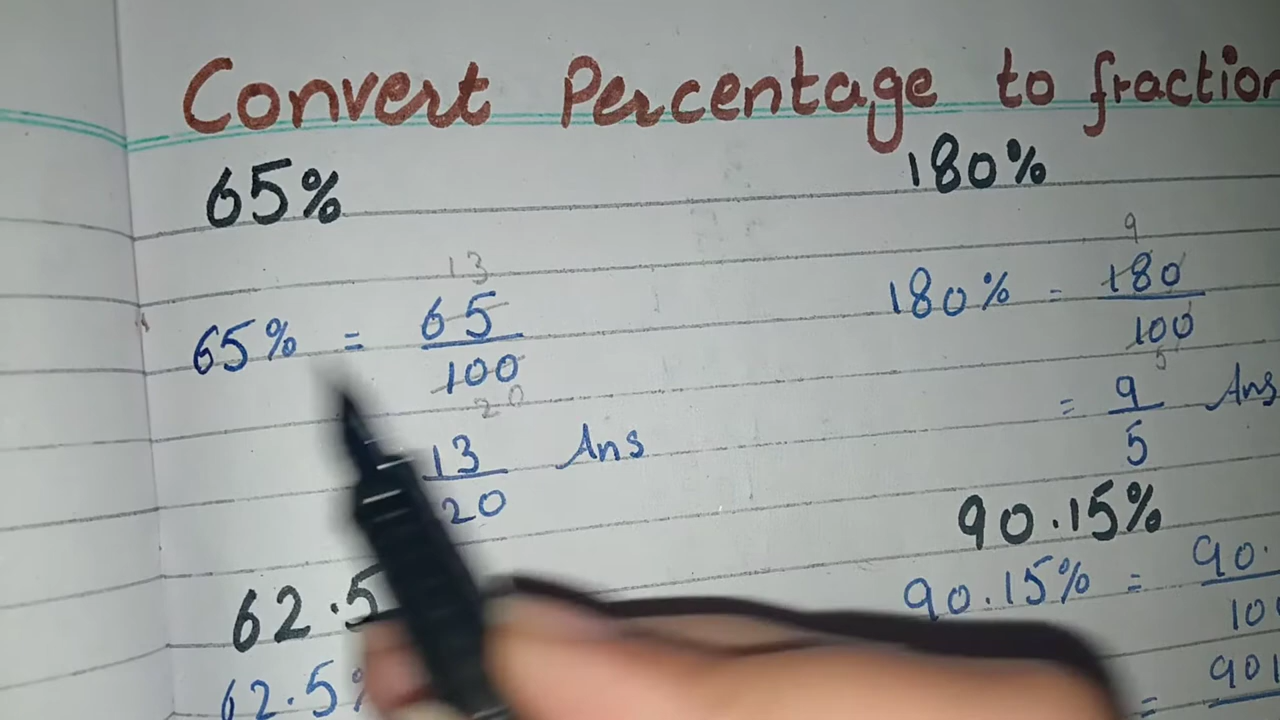 Convert Percentage to fraction
65%
13
65% = 65/100
20
13/20 Ans
62.5
62.5%
180%
9
180% = 180/100
5
= 9/5 Ans
90.15%
90.15% = 90.
10
= 901